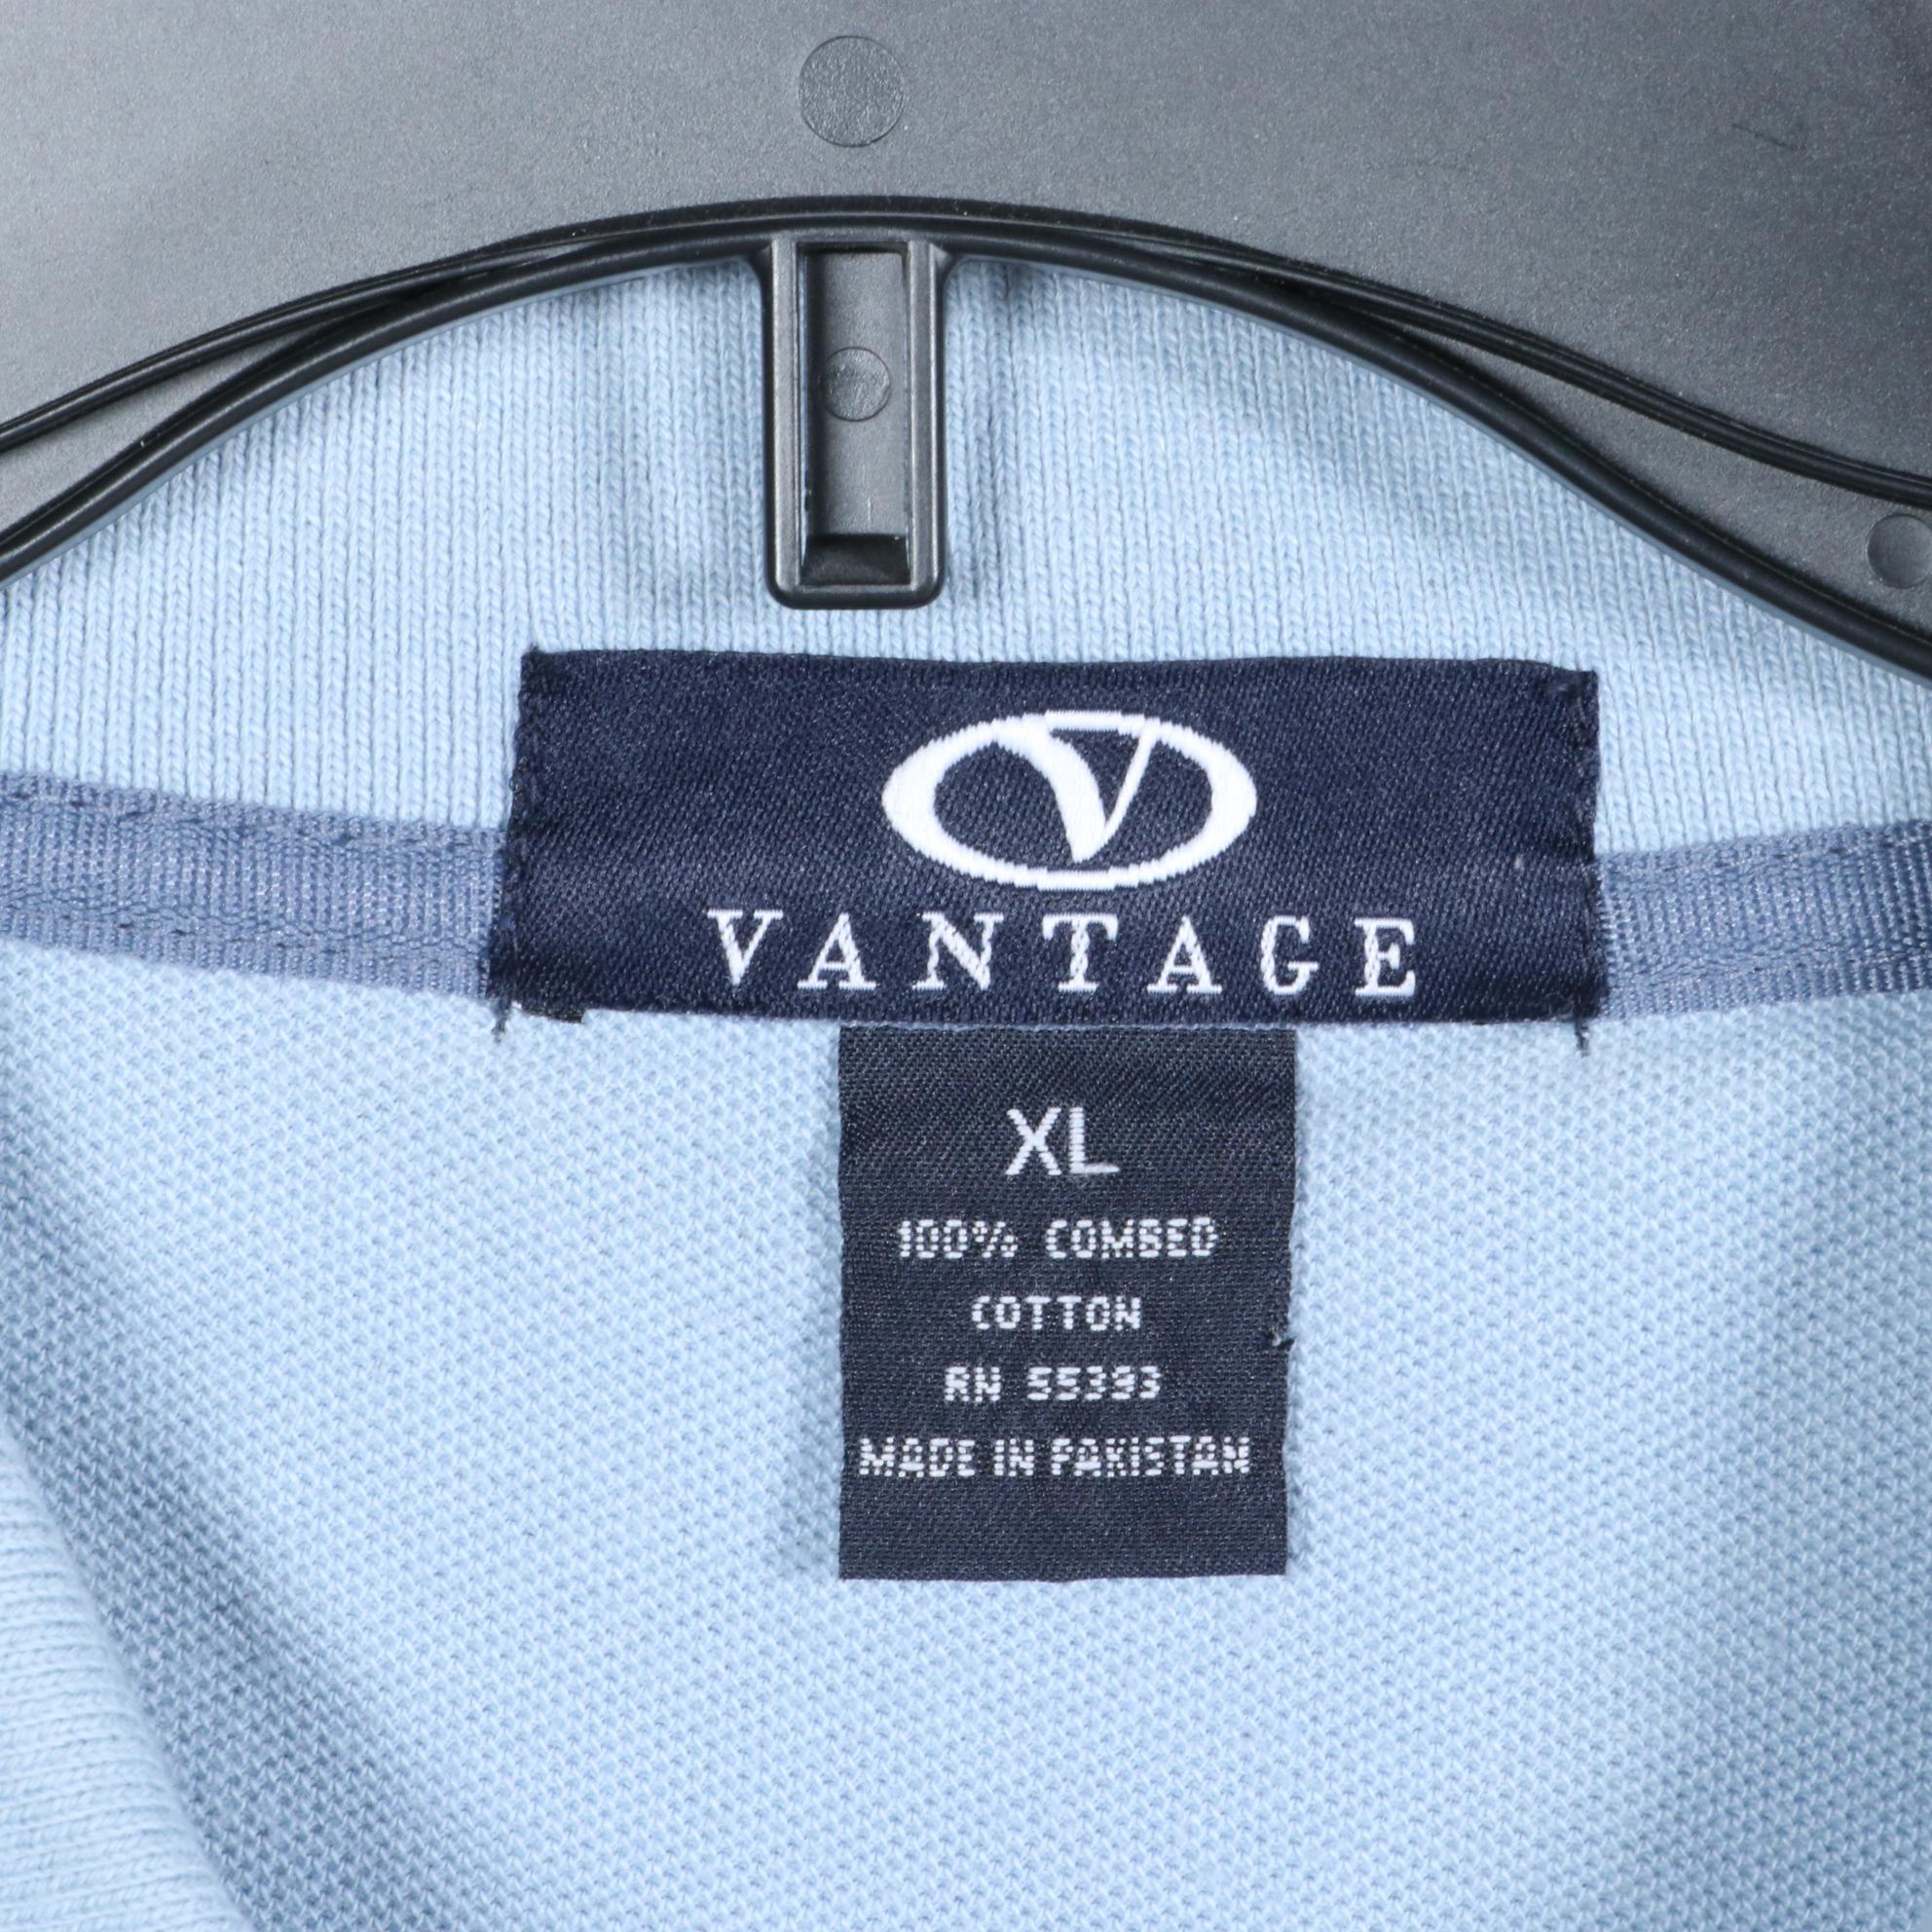 VANTAGE
XL
100% COMBED
COTTON
RN 55393
MADE IN PAKISTAN